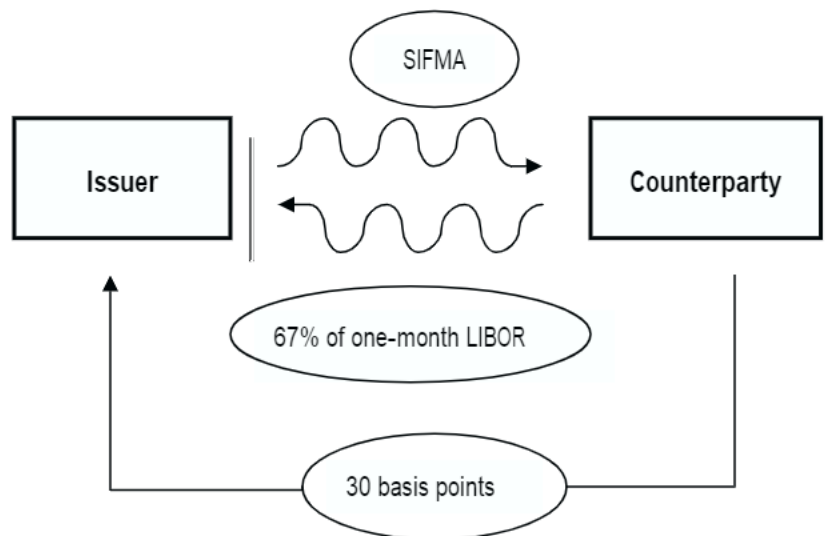 SIFMA
Issuer
Counterparty
67% of one-month LIBOR
30 basis points